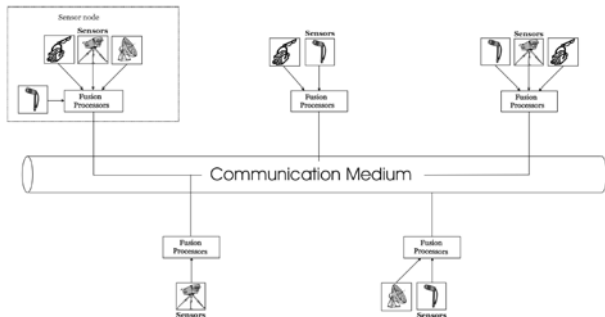 Sensor node
Sensors
Fusion
Processors
Sensors
Fusion
Processors
Sensors
Fusion
Processors
Communication Medium
Fusion
Processors
Sensors
Fusion
Processors
Sensors